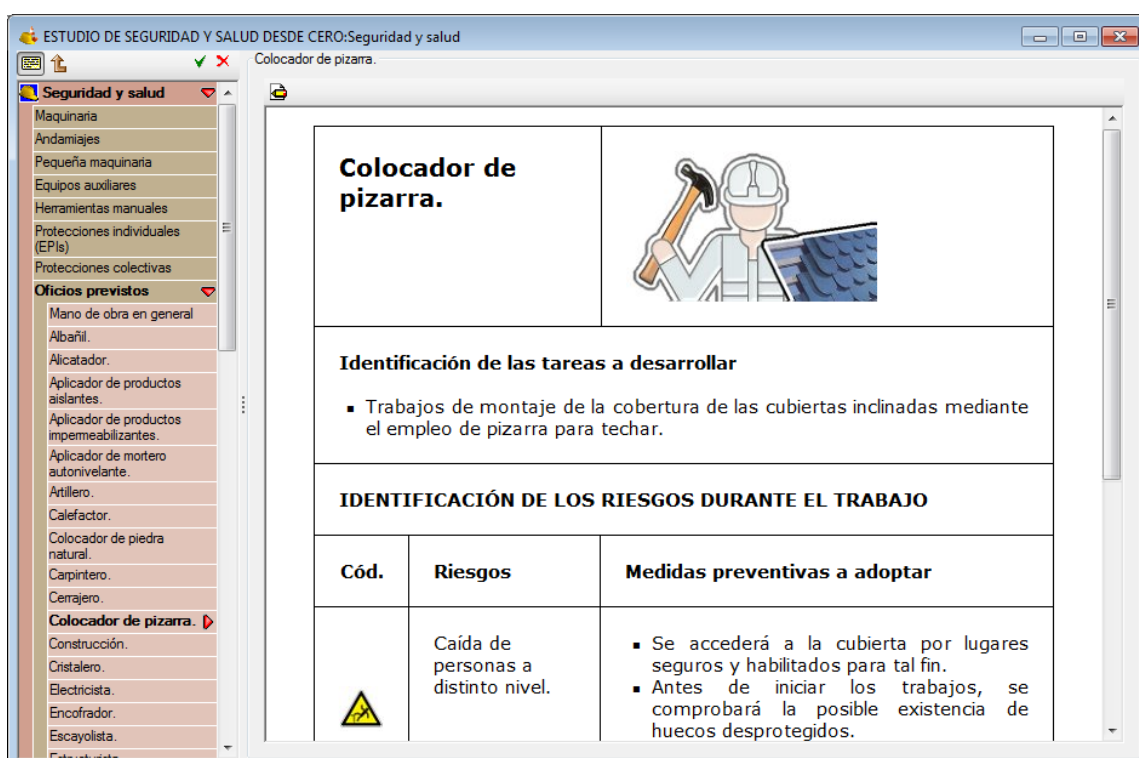 ESTUDIO DE SEGURIDAD Y SALUD DESDE CERO:Seguridad y salud
Colocador de pizarra.
Seguridad y salud
Maquinaria
Andamiajes
Pequeña maquinaria
Equipos auxiliares
Herramientas manuales
Protecciones individuales
(EPIs)
Protecciones colectivas
Oficios previstos
Mano de obra en general
Albañil.
Alicatador.
Aplicador de productos
aislantes.
Aplicador de productos
impermeabilizantes.
Aplicador de mortero
autonivelante.
Artillero.
Calefactor.
Colocador de piedra
natural.
Carpintero.
Cerrajero.
Colocador de pizarra.
Construcción.
Cristalero.
Electricista.
Encofrador.
Escayolista.
Colocador de
pizarra.
Identificación de las tareas a desarrollar
▪ Trabajos de montaje de la cobertura de las cubiertas inclinadas mediante
el empleo de pizarra para techar.
IDENTIFICACIÓN DE LOS RIESGOS DURANTE EL TRABAJO
Cód. Riesgos Medidas preventivas a adoptar
Caída de
personas a
distinto nivel.
▪ Se accederá a la cubierta por lugares
seguros y habilitados para tal fin.
▪ Antes de iniciar los trabajos, se
comprobará la posible existencia de
huecos desprotegidos.